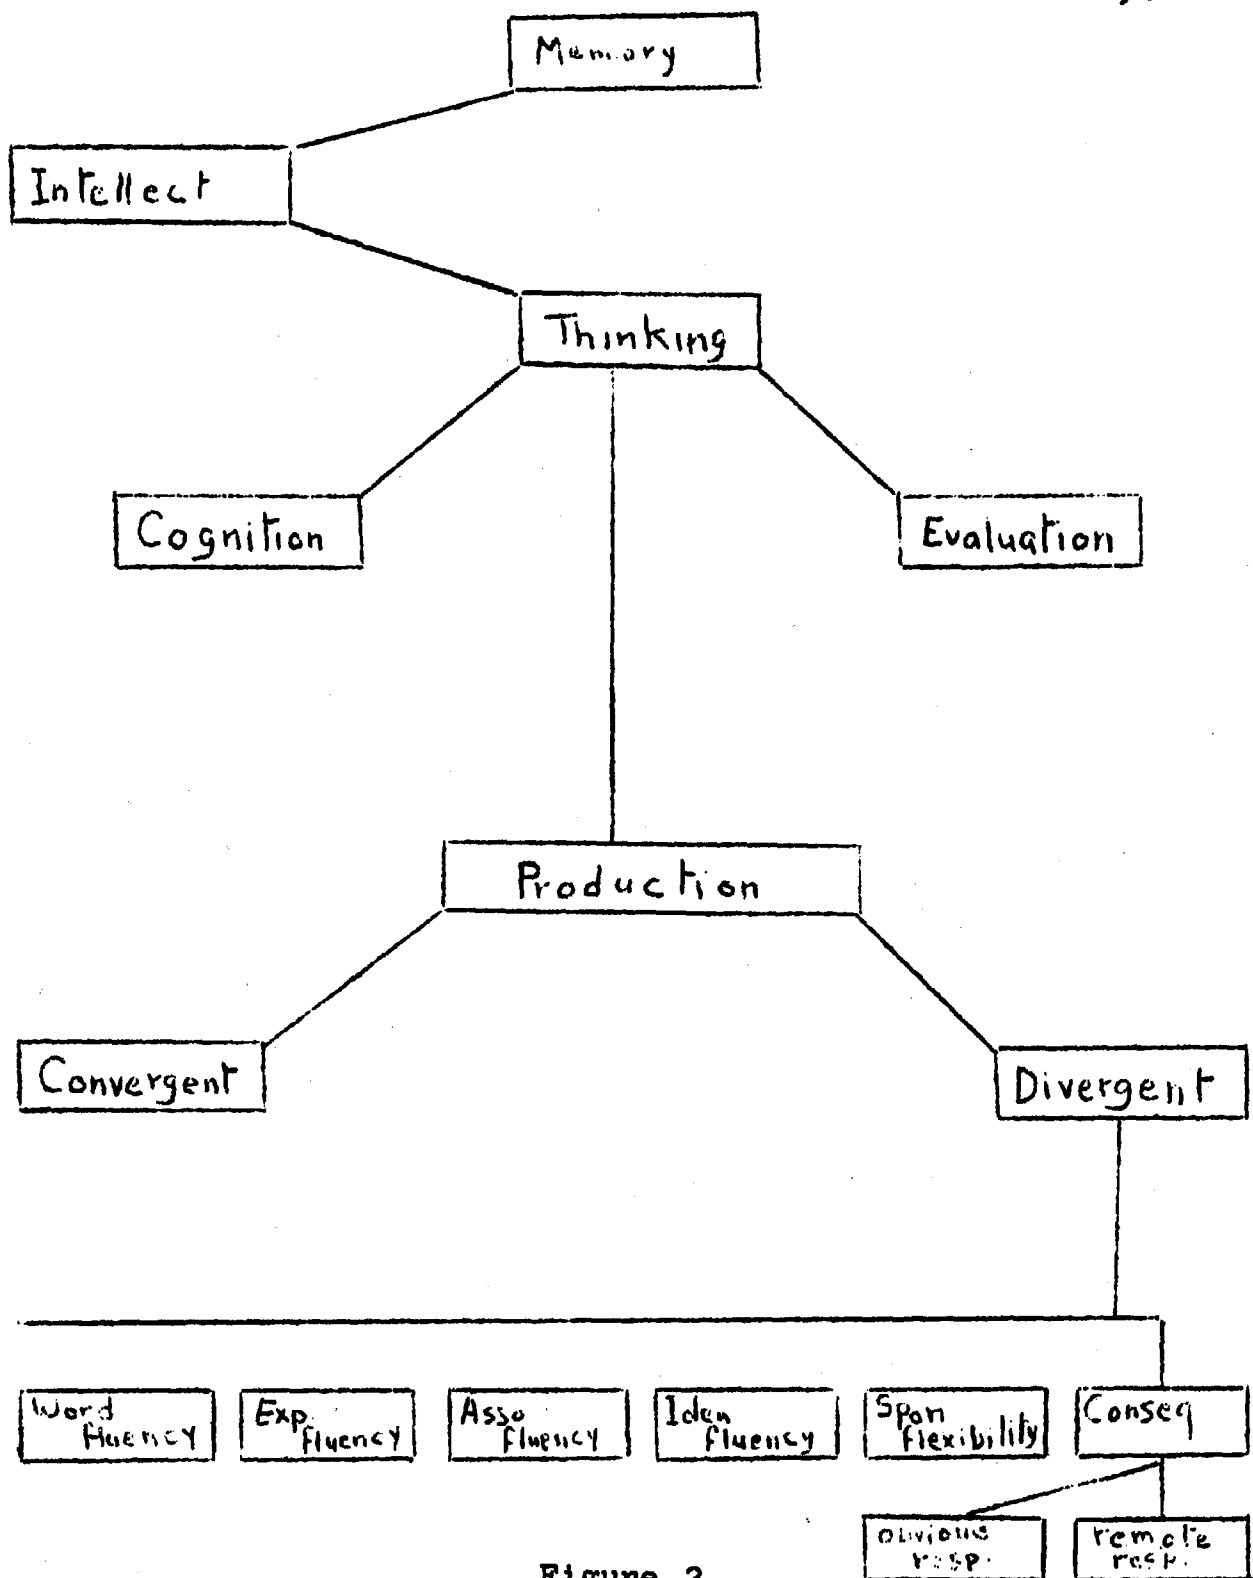 Memory
Intellect
Thinking
Cognition
Evaluation
Production
Convergent
Divergent
Word
fluency
Exp.
fluency
Asso
fluency
Iden
fluency
Spon
flexibility
Conseq
obvious
resp.
remote
resp.
Figure 2